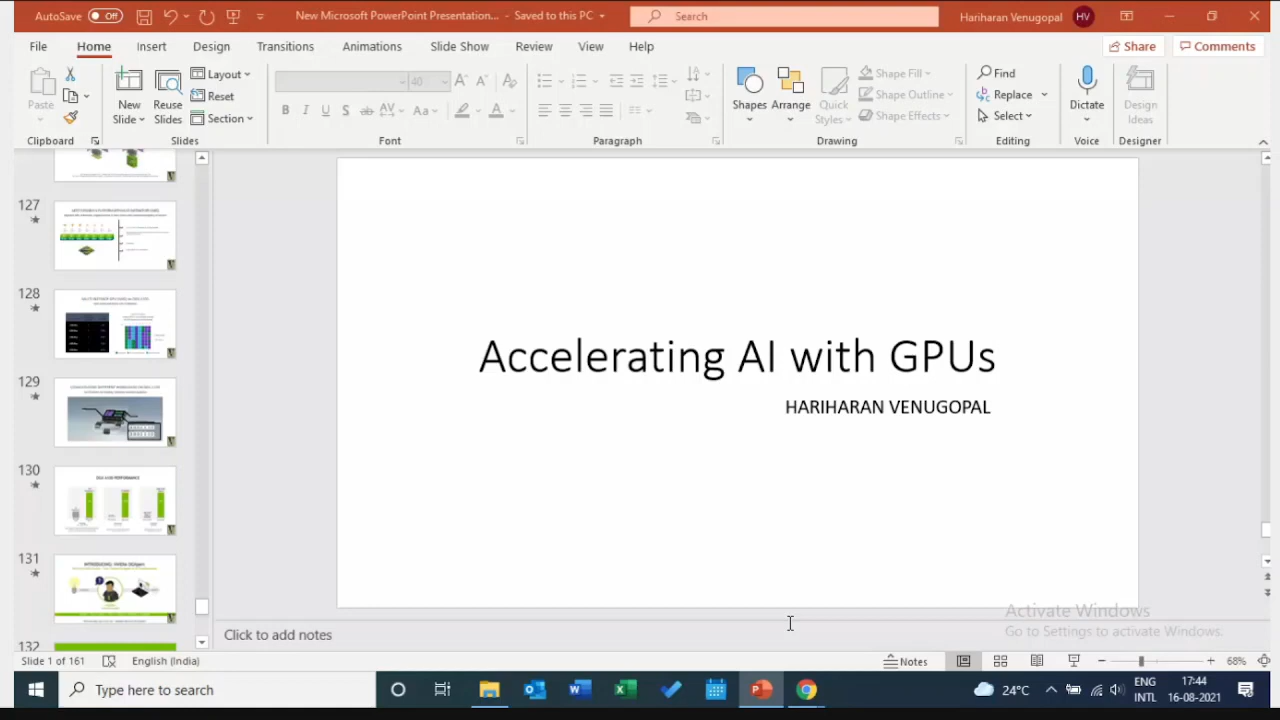 AutoSave Off New Microsoft PowerPoint Presentation... - Saved to this PC Search Hariharan Venugopal HV
File Home Insert Design Transitions Animations Slide Show Review View Help Share Comments
Paste New Slide Reuse Slides Layout Reset Section
40
B I U S ab AV Aa A
Shapes Arrange Quick Styles Shape Fill Shape Outline Shape Effects
Find Replace Select Dictate Design Ideas
Clipboard Slides Font Paragraph Drawing Editing Voice Designer
127
128
129
130
131
132
Accelerating AI with GPUs
HARIHARAN VENUGOPAL
Activate Windows
Go to Settings to activate Windows.
Click to add notes
Slide 1 of 161 English (India) Notes 68%
Type here to search 24°C ENG INTL 17:44 16-08-2021